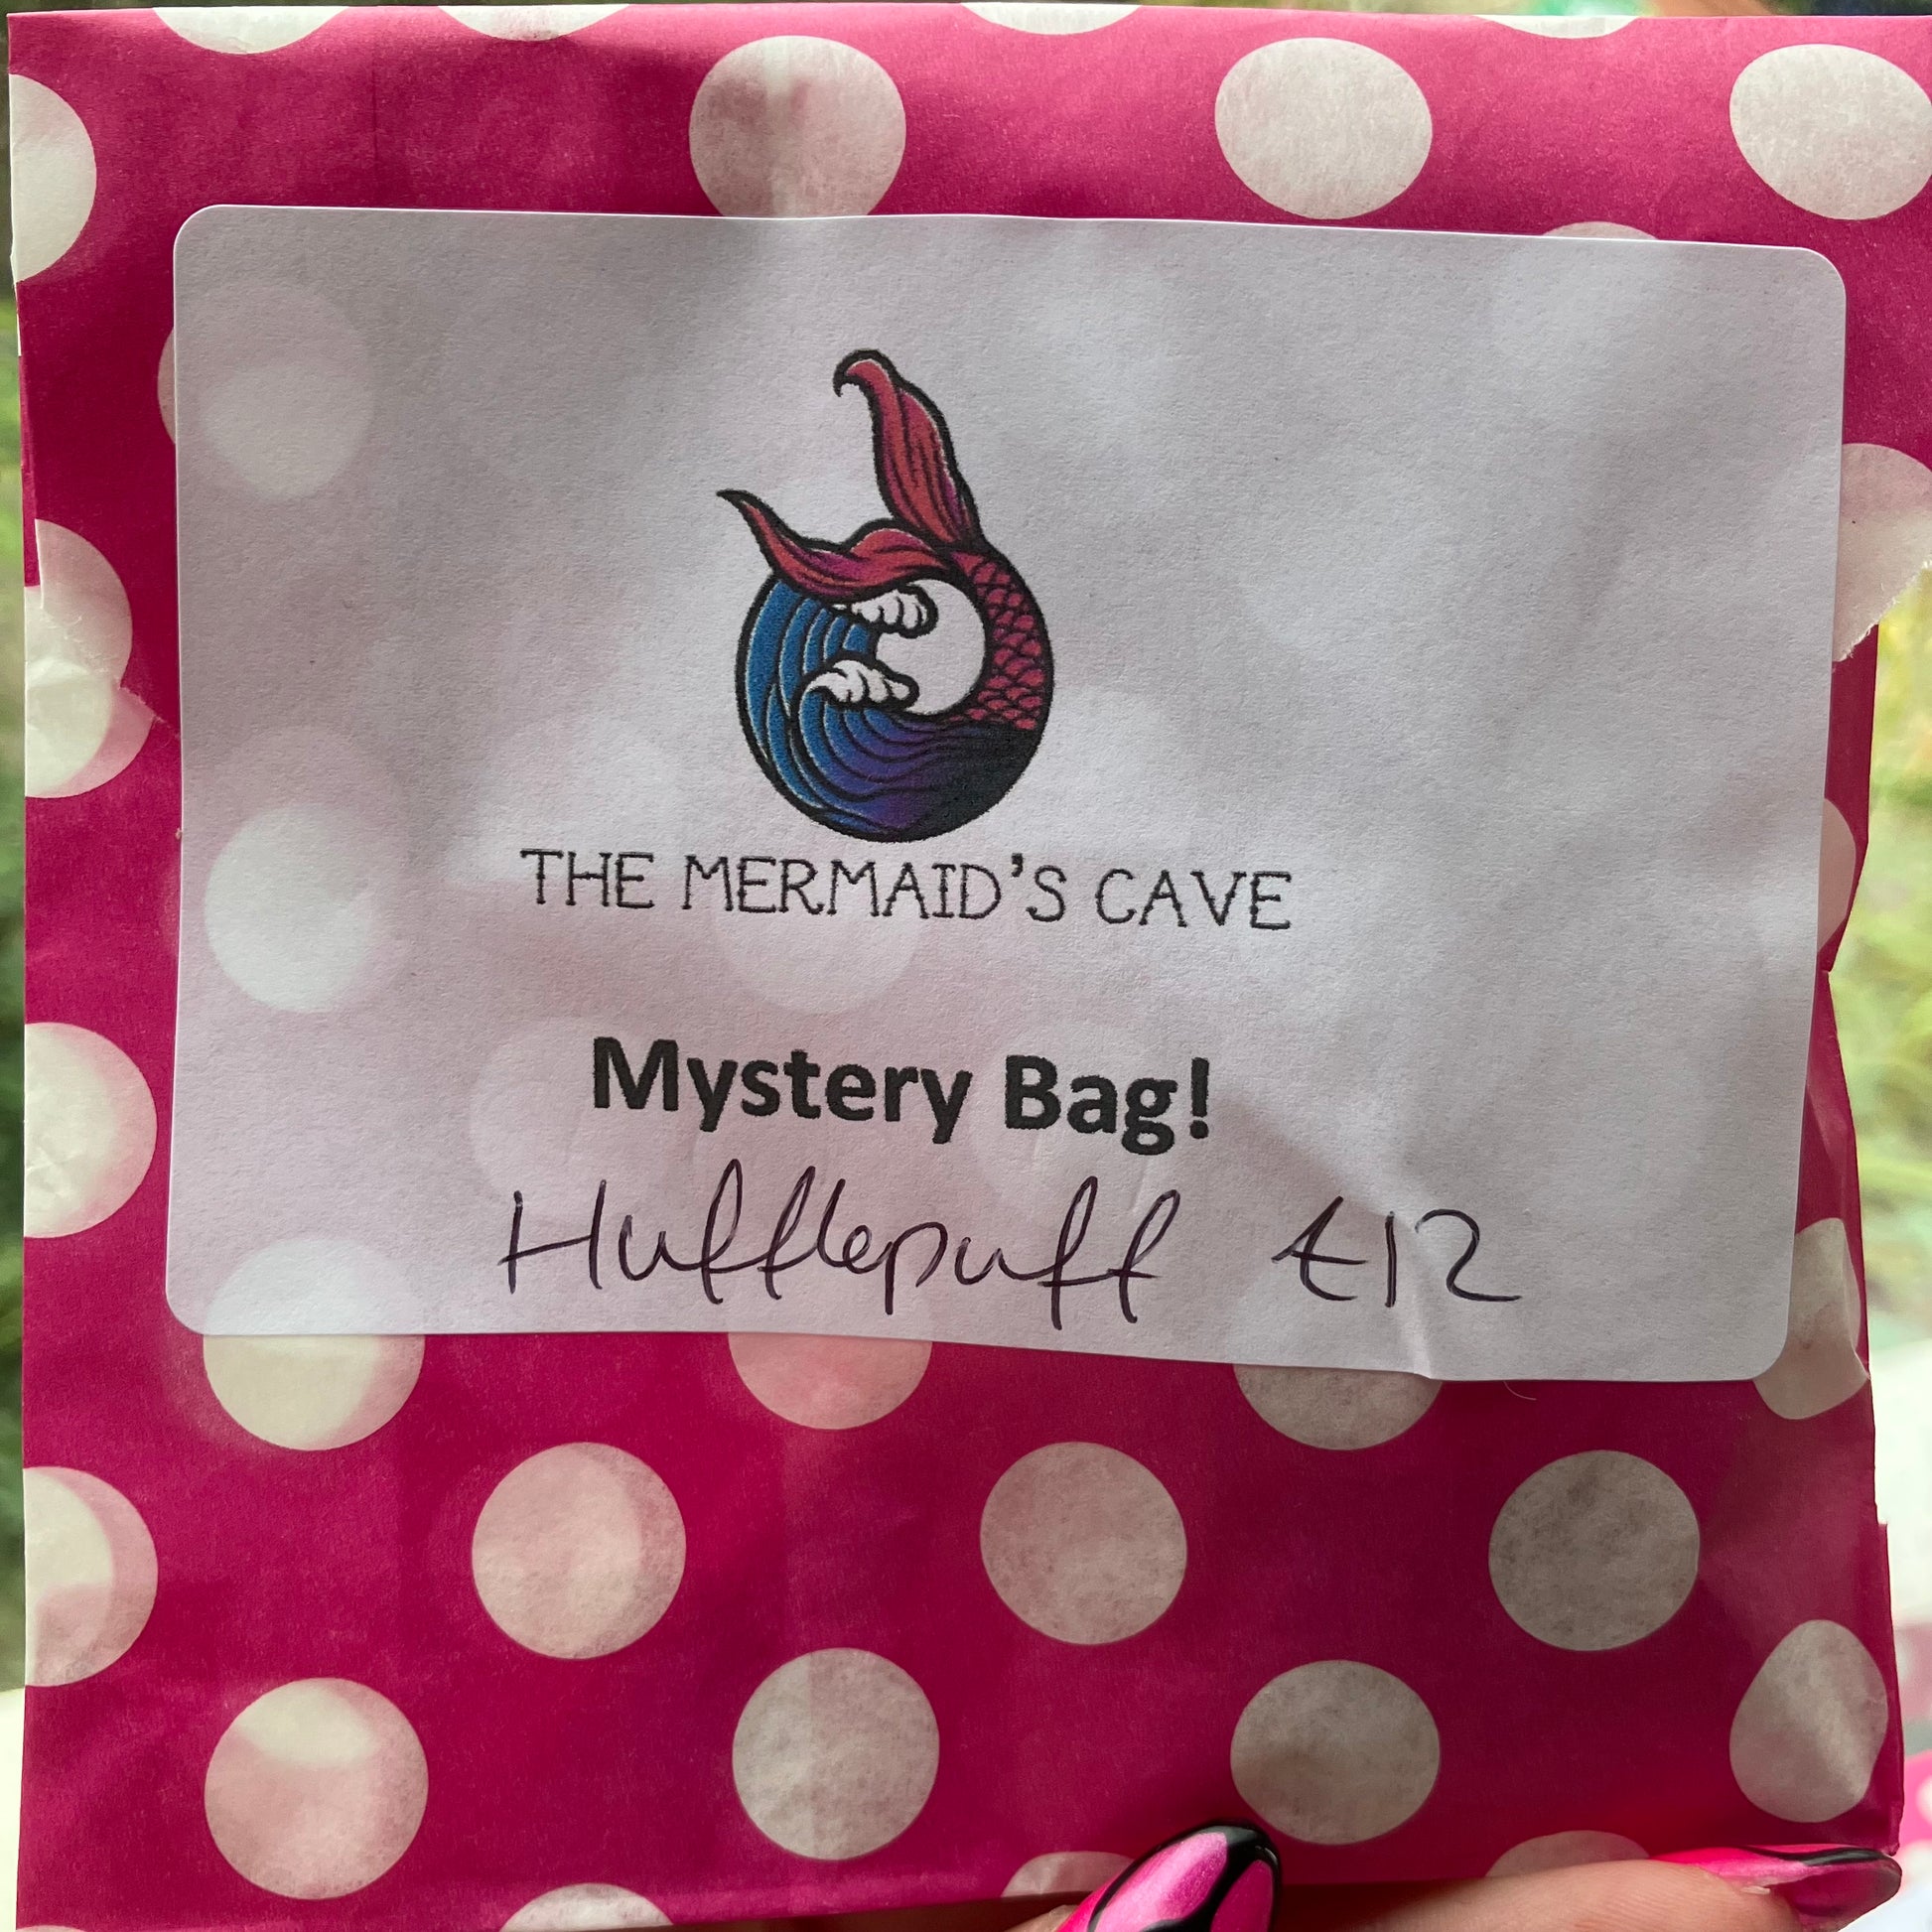 THE MERMAID'S CAVE
Mystery Bag!
Hufflepuff £12